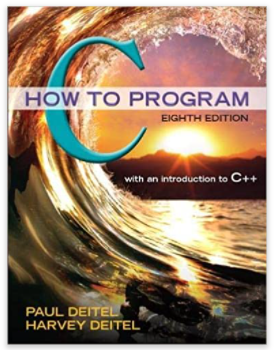 C
HOW TO PROGRAM
EIGHTH EDITION
with an introduction to C++
PAUL DEITEL
HARVEY DEITEL